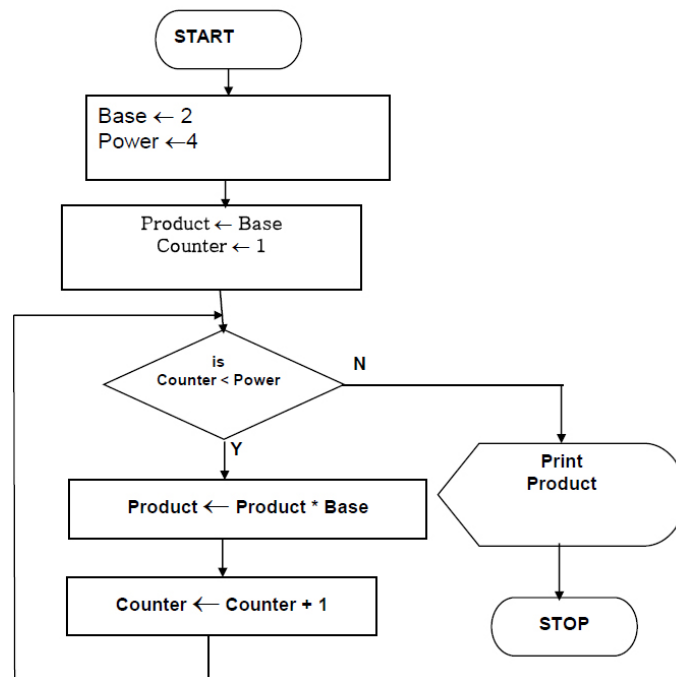 START
Base ← 2
Power ←4
Product ← Base
Counter ← 1
is
Counter < Power
N
Y
Product ← Product * Base
Counter ← Counter + 1
Print
Product
STOP